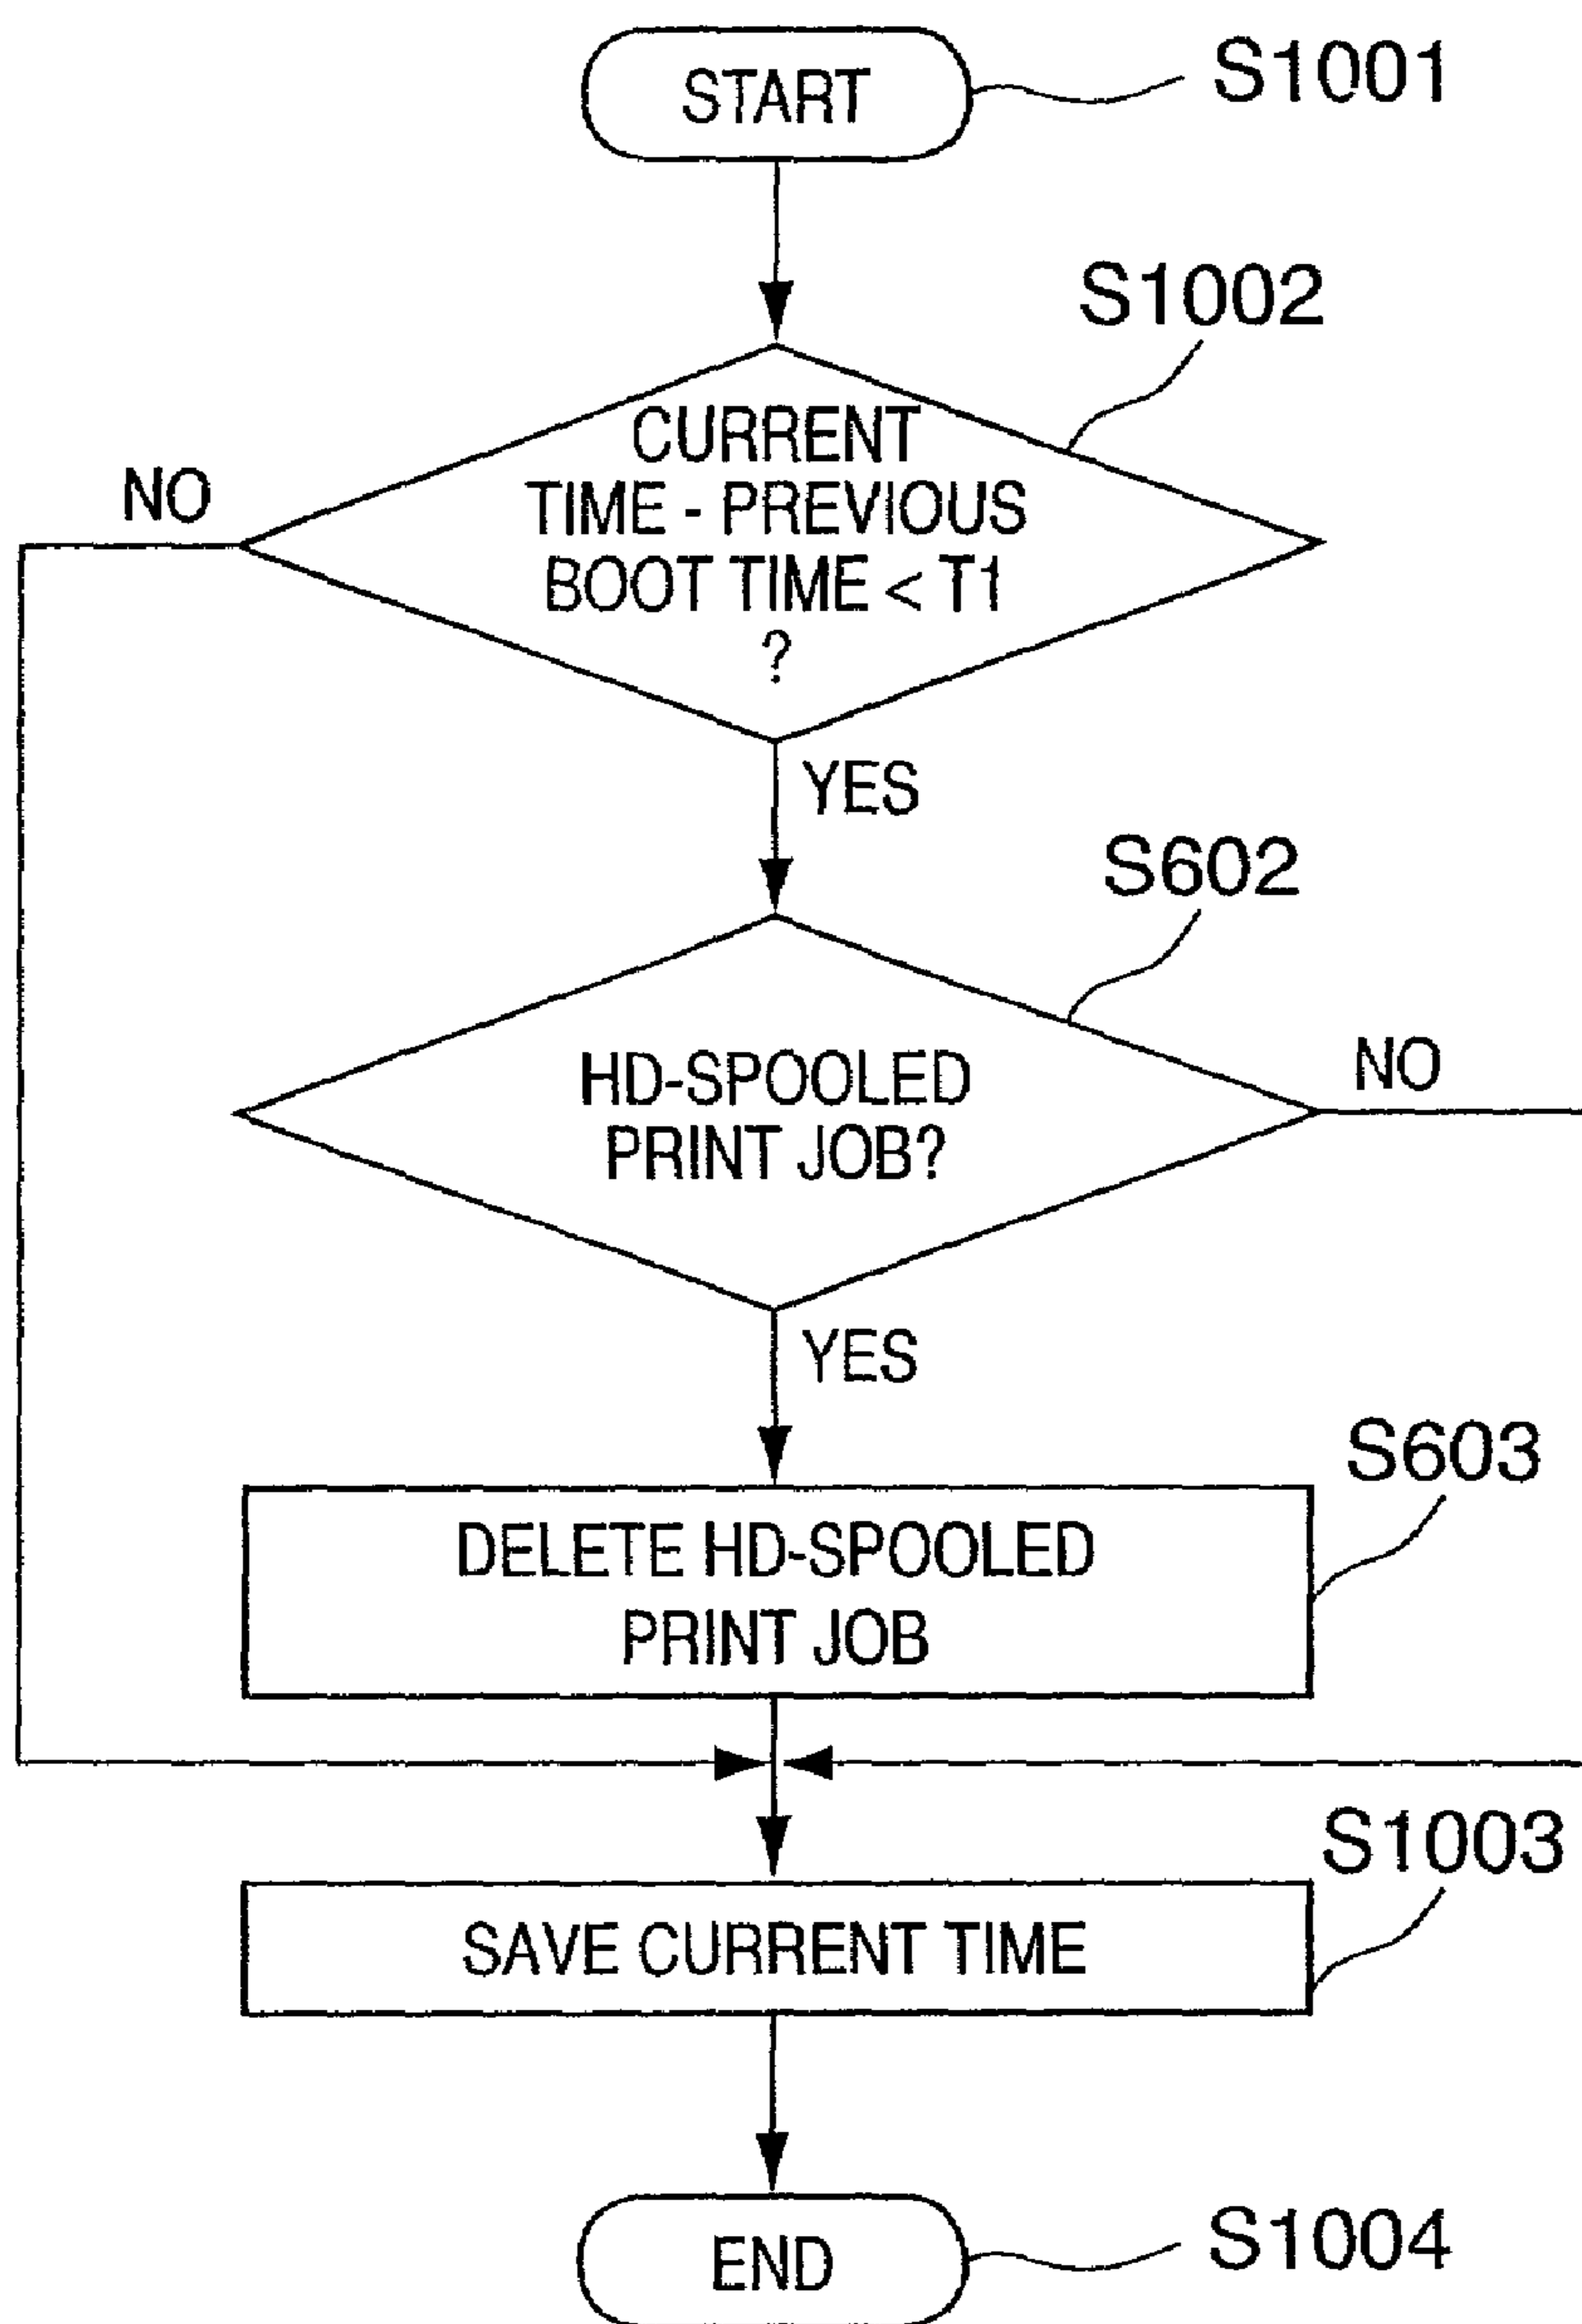 START
S1001
S1002
CURRENT
TIME - PREVIOUS
BOOT TIME < T1
?
NO
YES
S602
HD-SPOOLED
PRINT JOB?
NO
YES
S603
DELETE HD-SPOOLED
PRINT JOB
S1003
SAVE CURRENT TIME
END
S1004